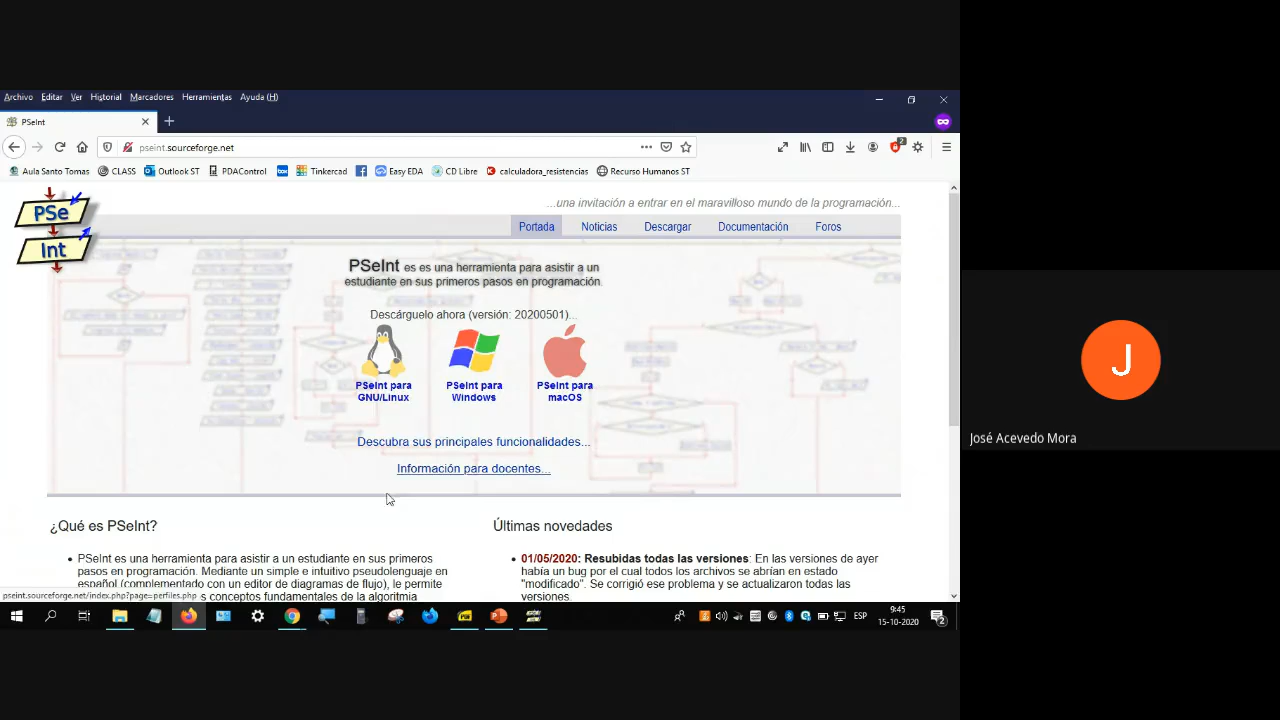 Archivo Editar Ver Historial Marcadores Herramientas Ayuda (H)
PSeInt
pseint.sourceforge.net
2
Aula Santo Tomas CLASS Outlook ST PDAControl box Tinkercad Easy EDA CD Libre calculadora_resistencias Recurso Humanos ST
PSe
Int
...una invitación a entrar en el maravilloso mundo de la programación...
Portada Noticias Descargar Documentación Foros
PSeInt es es una herramienta para asistir a un
estudiante en sus primeros pasos en programación.
Descárguelo ahora (versión: 20200501)...
PSeInt para
GNU/Linux
PSeInt para
Windows
PSeInt para
macOS
Descubra sus principales funcionalidades...
Información para docentes...
¿Qué es PSeInt?
PSeInt es una herramienta para asistir a un estudiante en sus primeros
pasos en programación. Mediante un simple e intuitivo pseudolenguaje en
español (complementado con un editor de diagramas de flujo), le permite
s conceptos fundamentales de la algoritmia
Últimas novedades
01/05/2020: Resubidas todas las versiones: En las versiones de ayer
había un bug por el cual todos los archivos se abrían en estado
"modificado". Se corrigió ese problema y se actualizaron todas las
versiones.
pseint.sourceforge.net/index.php?page=perfiles.php
ESP
9:45
15-10-2020
2
J
José Acevedo Mora